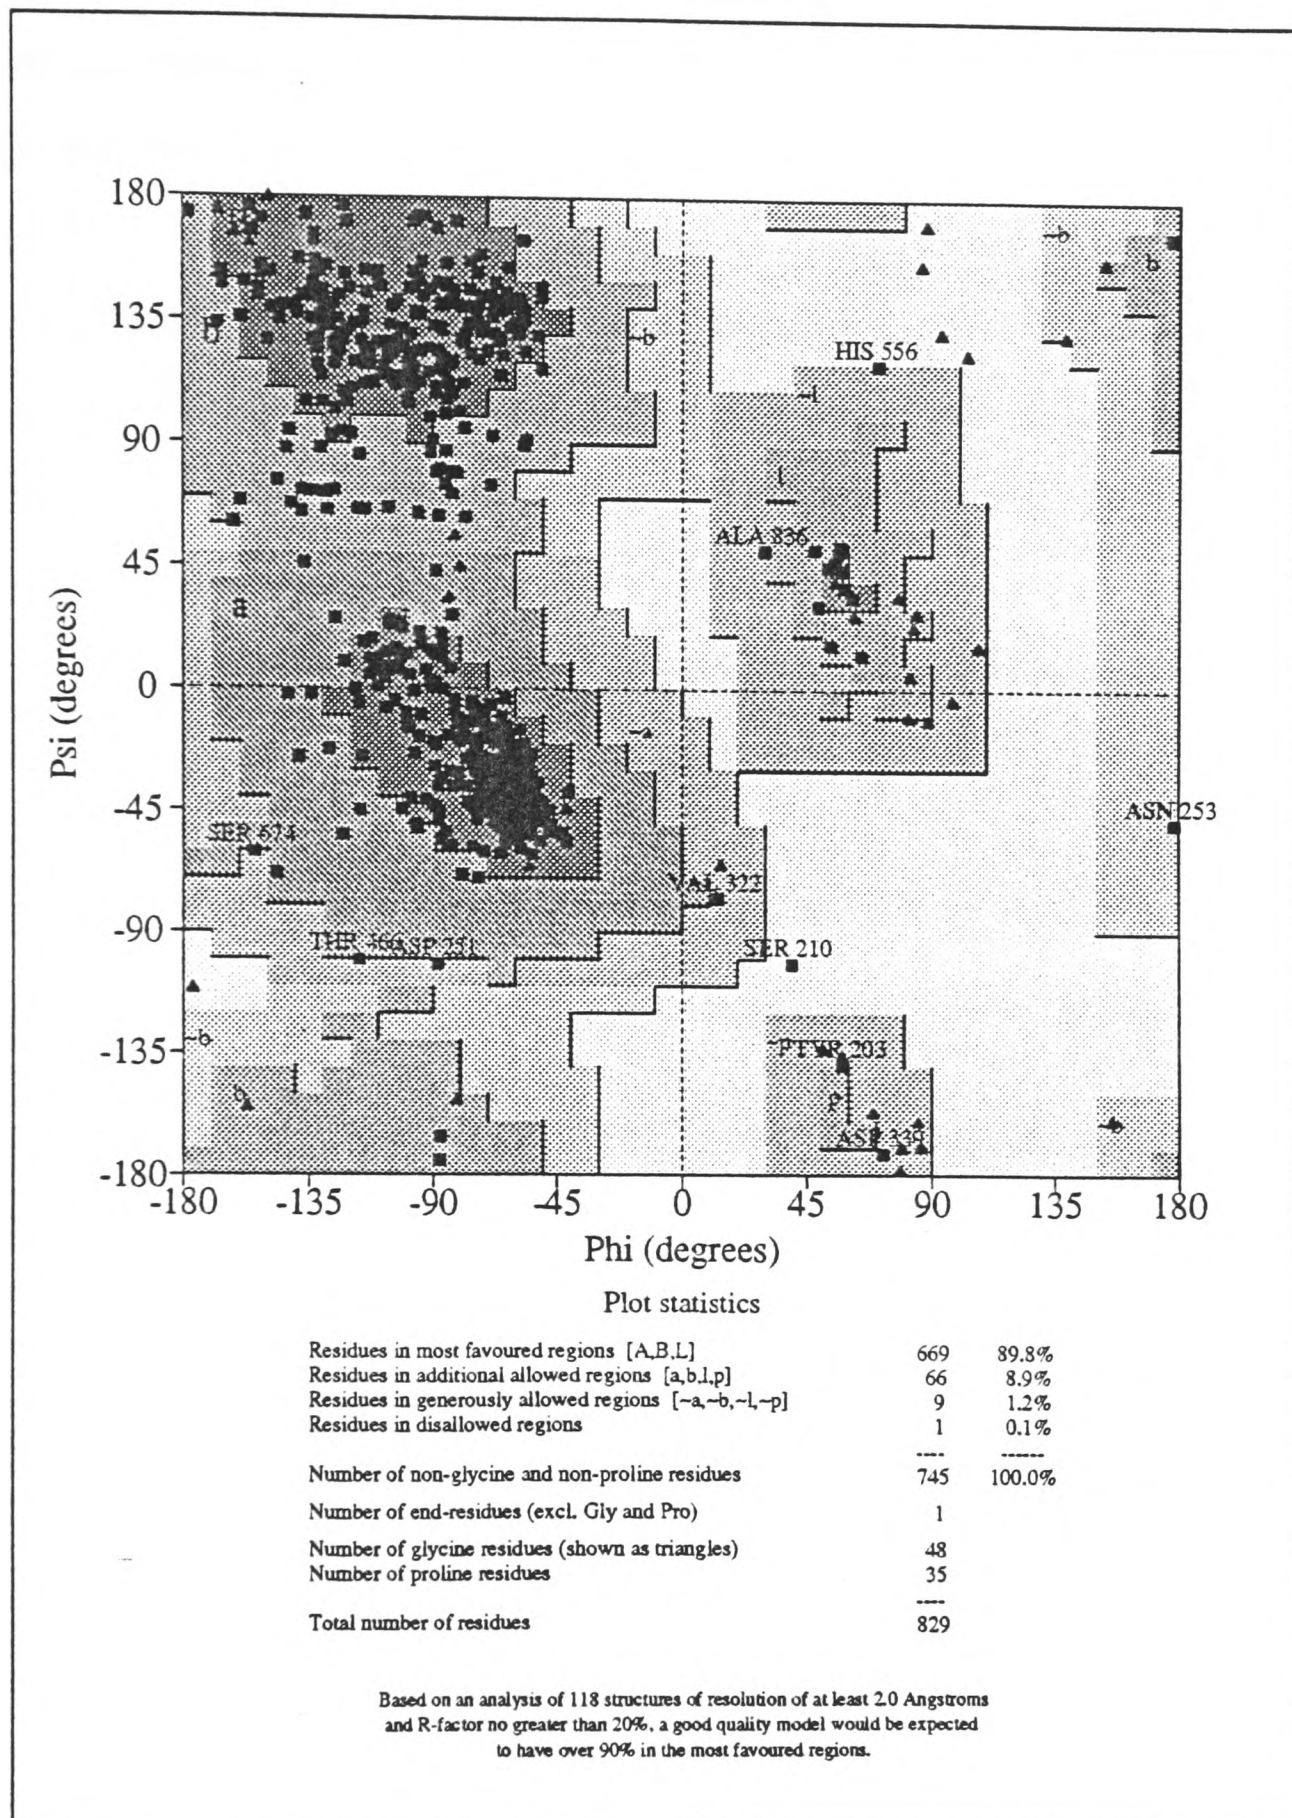 180
135
90
45
0
-45
-90
-135
-180
Psi (degrees)
~b
b
b
~b
HIS 556
~l
l
ALA 836
a
~a
ASN 253
SER 674
VAL 322
SER 210
~b
TYR 203
b
p
~b
-180 -135 -90 -45 0 45 90 135 180
Phi (degrees)
Plot statistics
Residues in most favoured regions [A,B,L] 669 89.8%
Residues in additional allowed regions [a,b,l,p] 66 8.9%
Residues in generously allowed regions [~a,~b,~l,~p] 9 1.2%
Residues in disallowed regions 1 0.1%
---- ------
Number of non-glycine and non-proline residues 745 100.0%
Number of end-residues (excl. Gly and Pro) 1
Number of glycine residues (shown as triangles) 48
Number of proline residues 35
----
Total number of residues 829
Based on an analysis of 118 structures of resolution of at least 2.0 Angstroms
and R-factor no greater than 20%, a good quality model would be expected
to have over 90% in the most favoured regions.